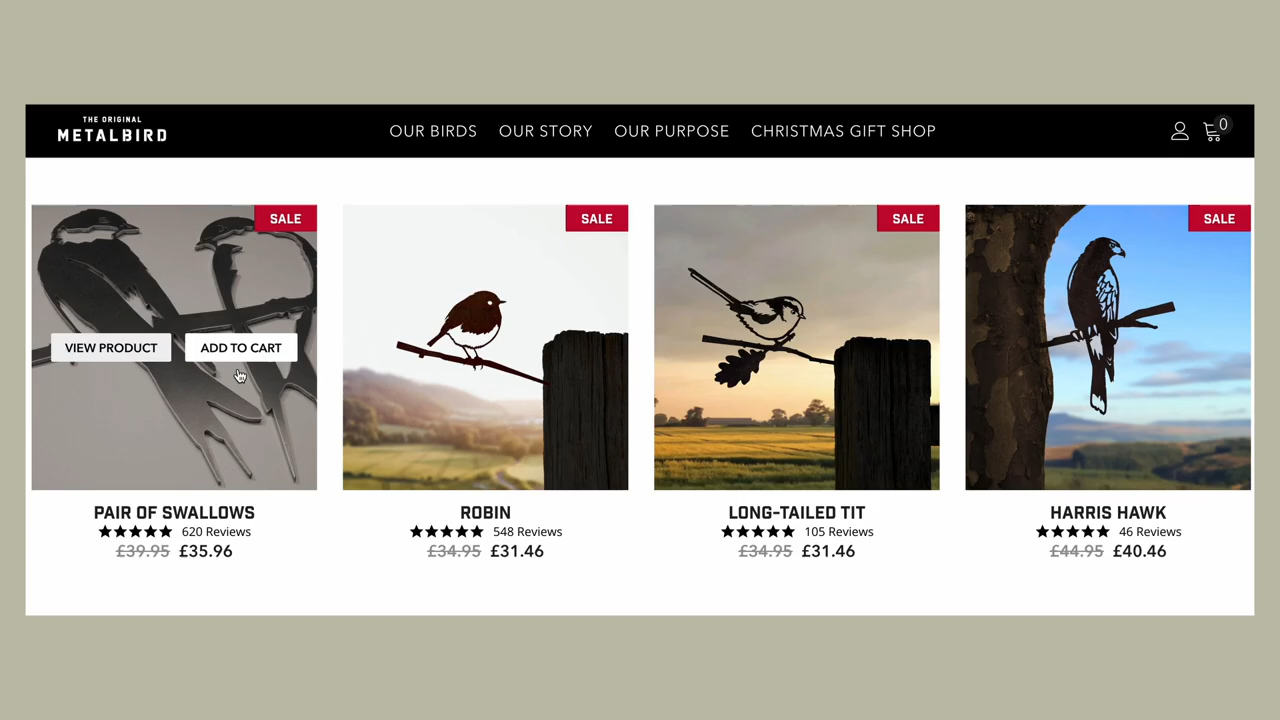 THE ORIGINAL
METALBIRD
OUR BIRDS OUR STORY OUR PURPOSE CHRISTMAS GIFT SHOP
0
SALE
SALE
SALE
SALE
VIEW PRODUCT ADD TO CART
PAIR OF SWALLOWS
620 Reviews
£39.95 £35.96
ROBIN
548 Reviews
£34.95 £31.46
LONG-TAILED TIT
105 Reviews
£34.95 £31.46
HARRIS HAWK
46 Reviews
£44.95 £40.46